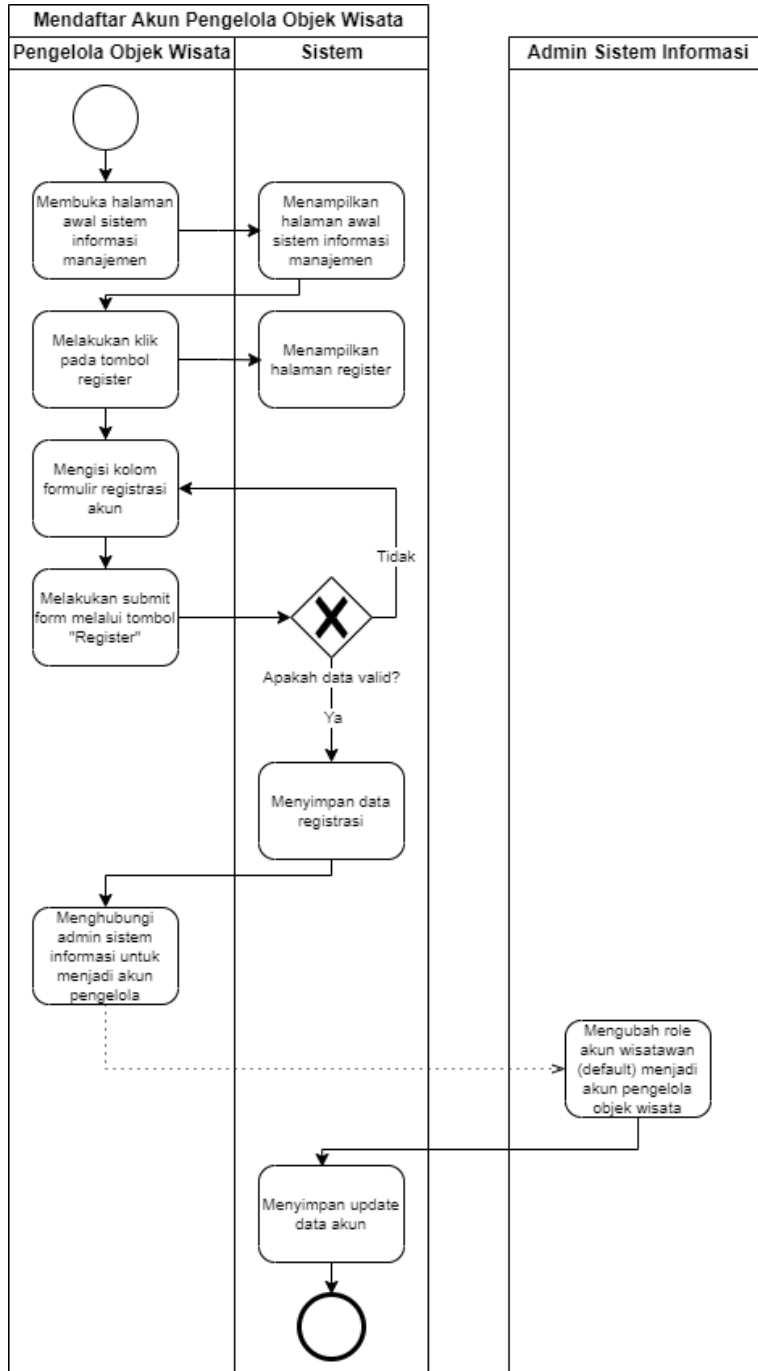 Mendaftar Akun Pengelola Objek Wisata
Pengelola Objek Wisata
Sistem
Admin Sistem Informasi
Membuka halaman
awal sistem
informasi
manajemen
Menampilkan
halaman awal
sistem informasi
manajemen
Melakukan klik
pada tombol
register
Menampilkan
halaman register
Mengisi kolom
formulir registrasi
akun
Tidak
Melakukan submit
form melalui tombol
"Register"
Apakah data valid?
Ya
Menyimpan data
registrasi
Menghubungi
admin sistem
informasi untuk
menjadi akun
pengelola
Mengubah role
akun wisatawan
(default) menjadi
akun pengelola
objek wisata
Menyimpan update
data akun